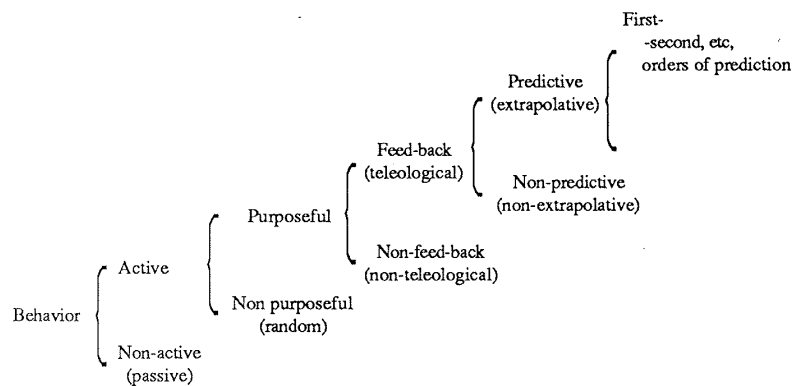 First-
-second, etc,
orders of prediction
Predictive
(extrapolative)
Feed-back
(teleological)
Non-predictive
(non-extrapolative)
Purposeful
Non-feed-back
(non-teleological)
Active
Non purposeful
(random)
Behavior
Non-active
(passive)